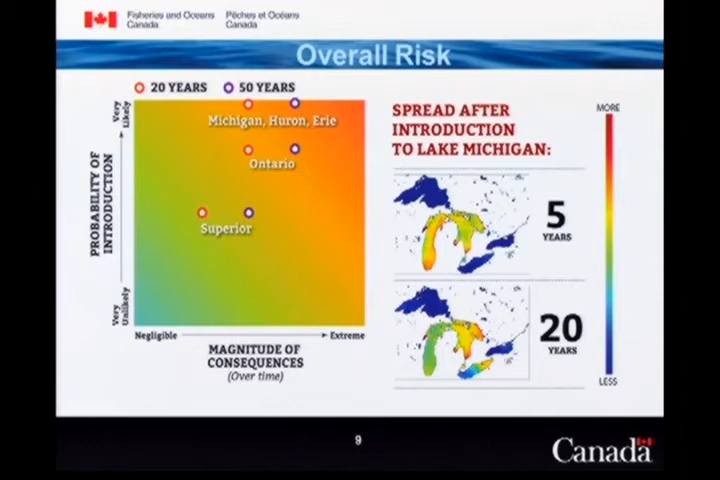 Fisheries and Oceans Canada
Pêches et Océans Canada
Overall Risk
20 YEARS
50 YEARS
Very Likely
Michigan, Huron, Erie
Ontario
Superior
PROBABILITY OF INTRODUCTION
Very Unlikely
Negligible
Extreme
MAGNITUDE OF CONSEQUENCES
(Over time)
SPREAD AFTER
INTRODUCTION
TO LAKE MICHIGAN:
MORE
5
YEARS
20
YEARS
LESS
9
Canada